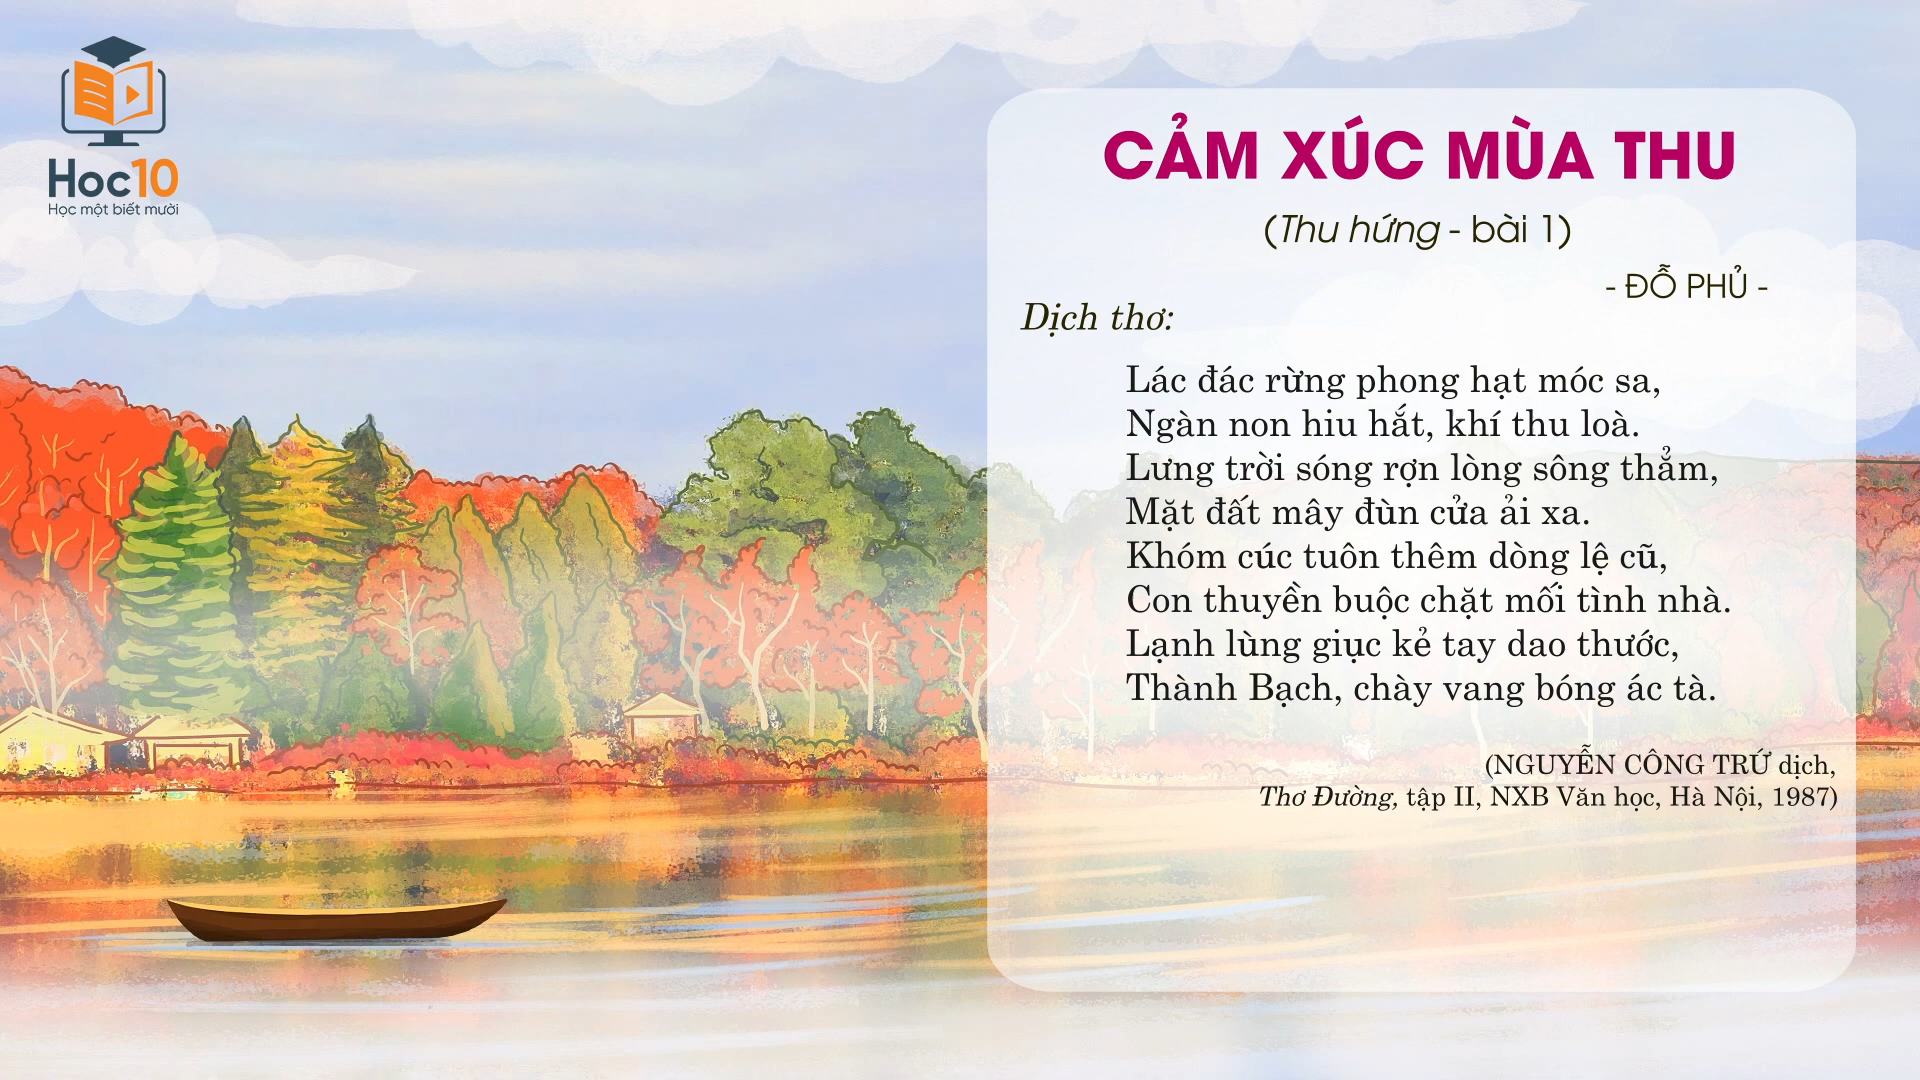 Hoc10
Học một biết mười
CẢM XÚC MÙA THU
(Thu hứng - bài 1)
- ĐỖ PHỦ -
Dịch thơ:
Lác đác rừng phong hạt móc sa,
Ngàn non hiu hắt, khí thu loà.
Lưng trời sóng rợn lòng sông thẳm,
Mặt đất mây đùn cửa ải xa.
Khóm cúc tuôn thêm dòng lệ cũ,
Con thuyền buộc chặt mối tình nhà.
Lạnh lùng giục kẻ tay dao thước,
Thành Bạch, chày vang bóng ác tà.
(NGUYỄN CÔNG TRỨ dịch,
Thơ Đường, tập II, NXB Văn học, Hà Nội, 1987)